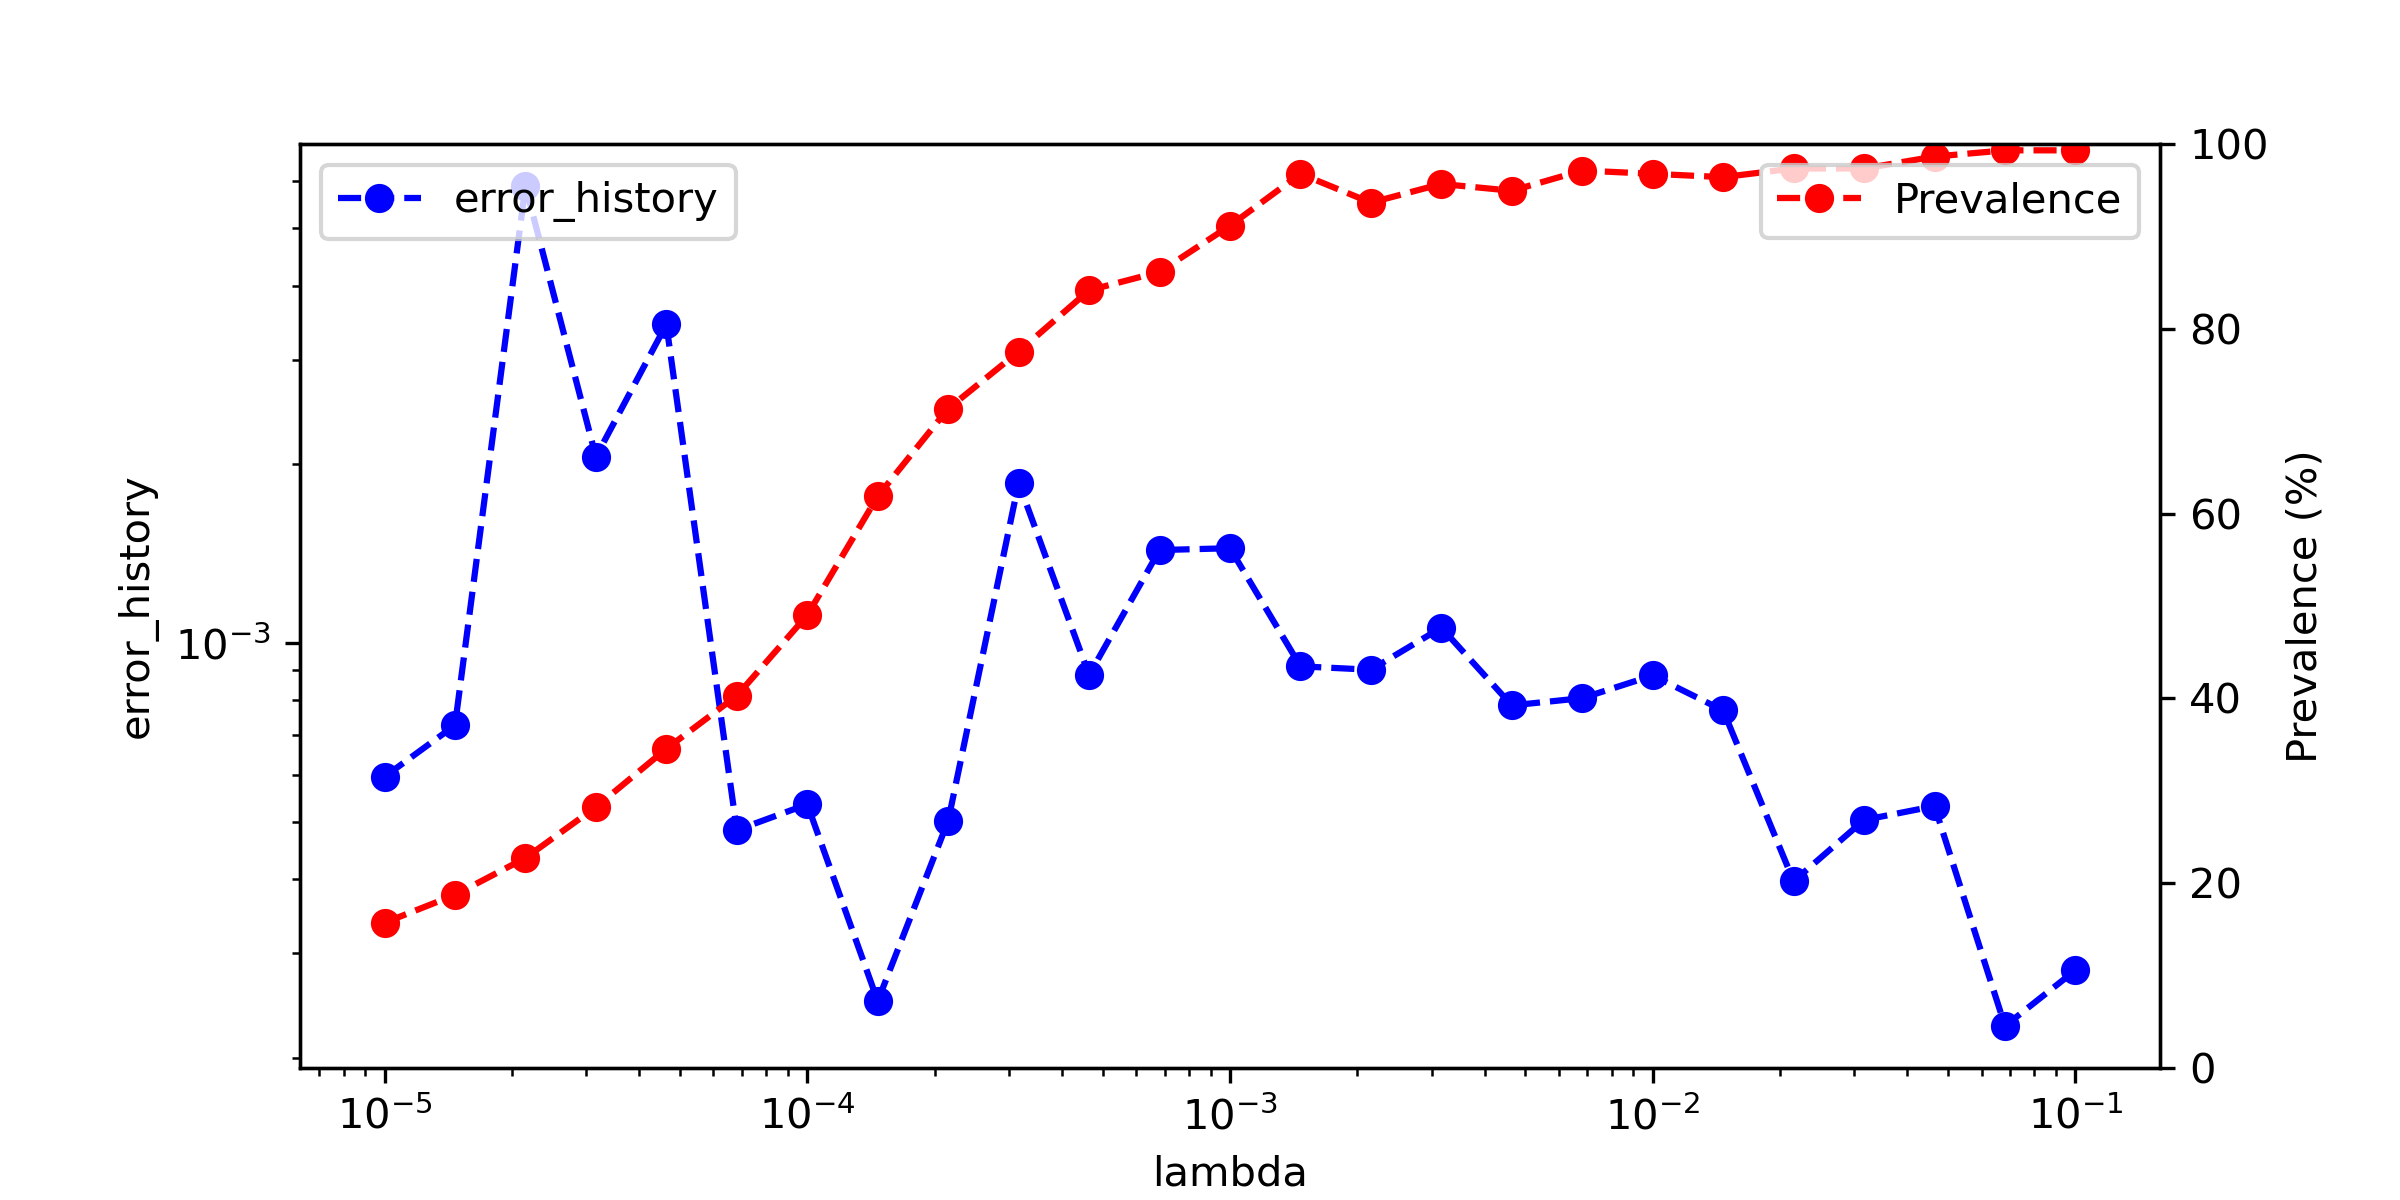 error_history
Prevalence
error_history
10⁻³
100
80
60
40
20
0
Prevalence (%)
10⁻⁵ 10⁻⁴ 10⁻³ 10⁻² 10⁻¹
lambda